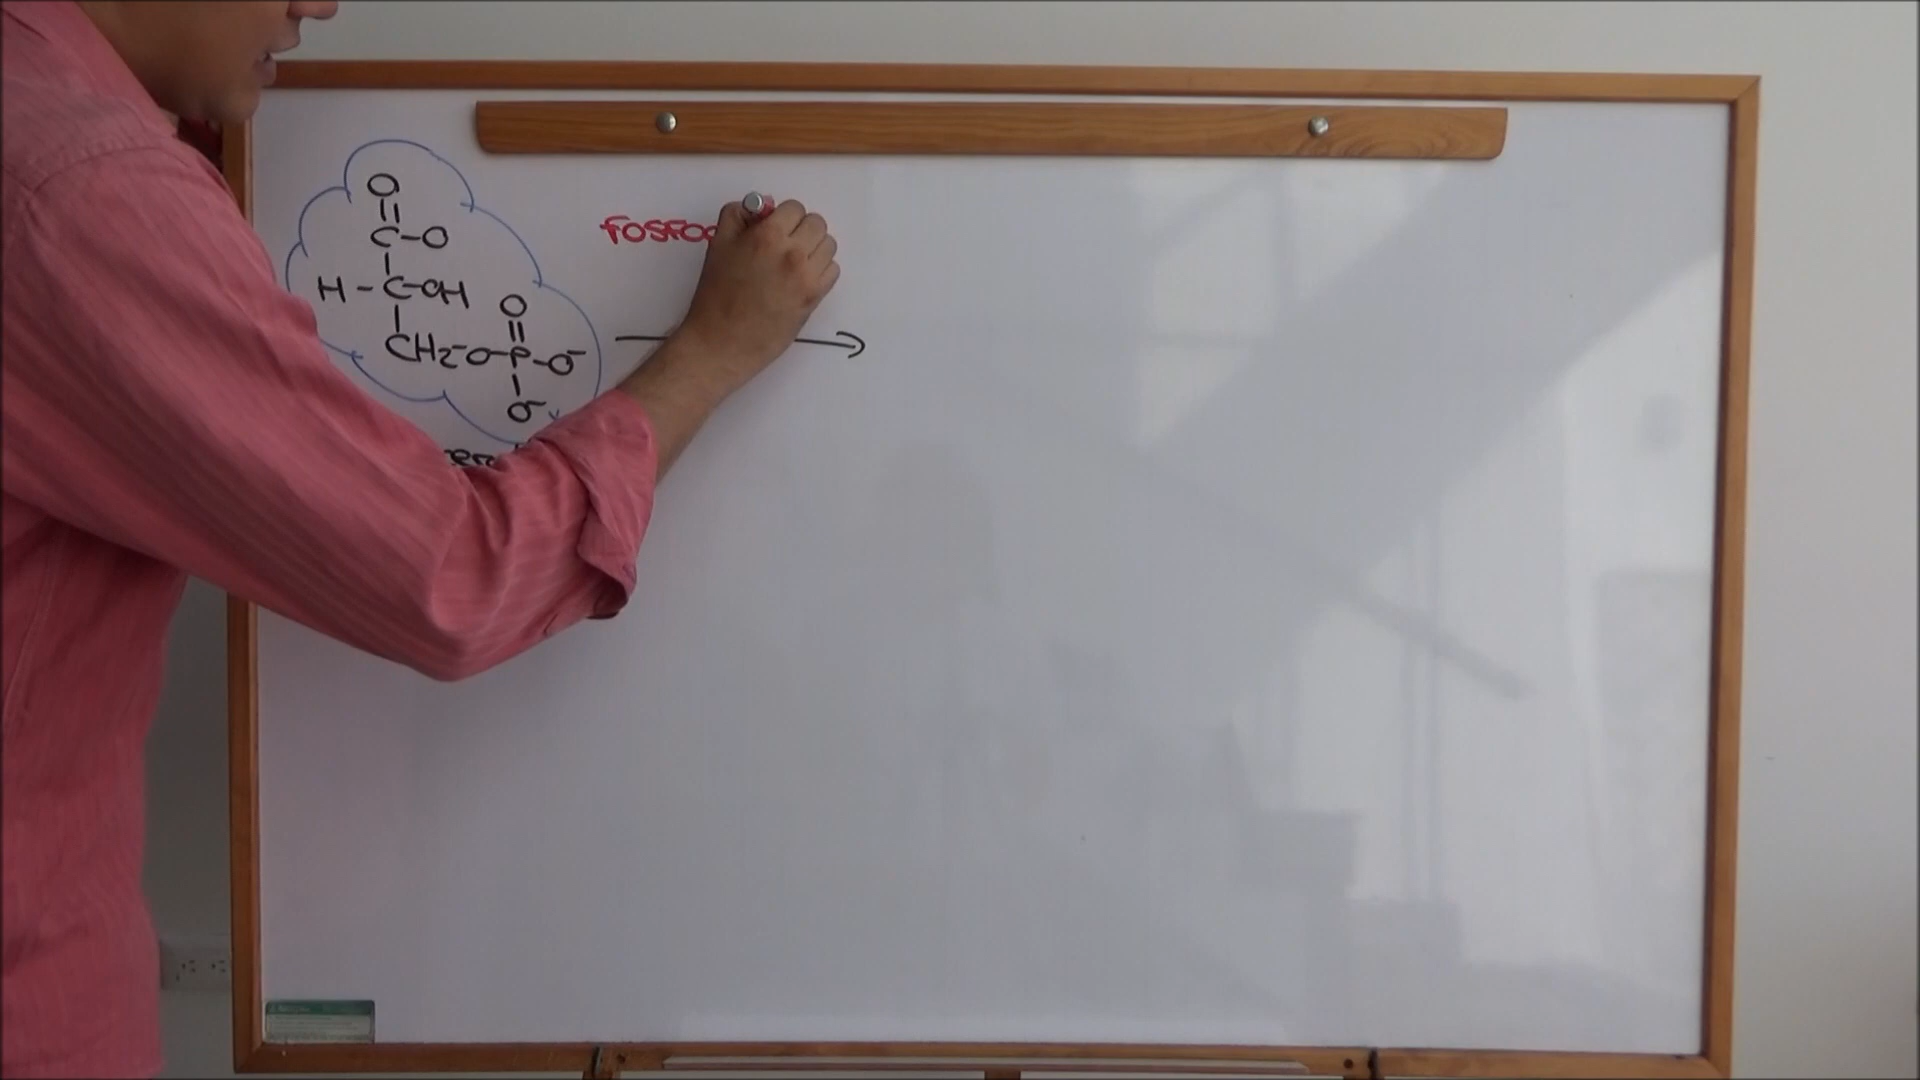 O
||
C-O
|
H-C-OH O
| ||
CH2-O-P-O-
|
O-
FOSFO